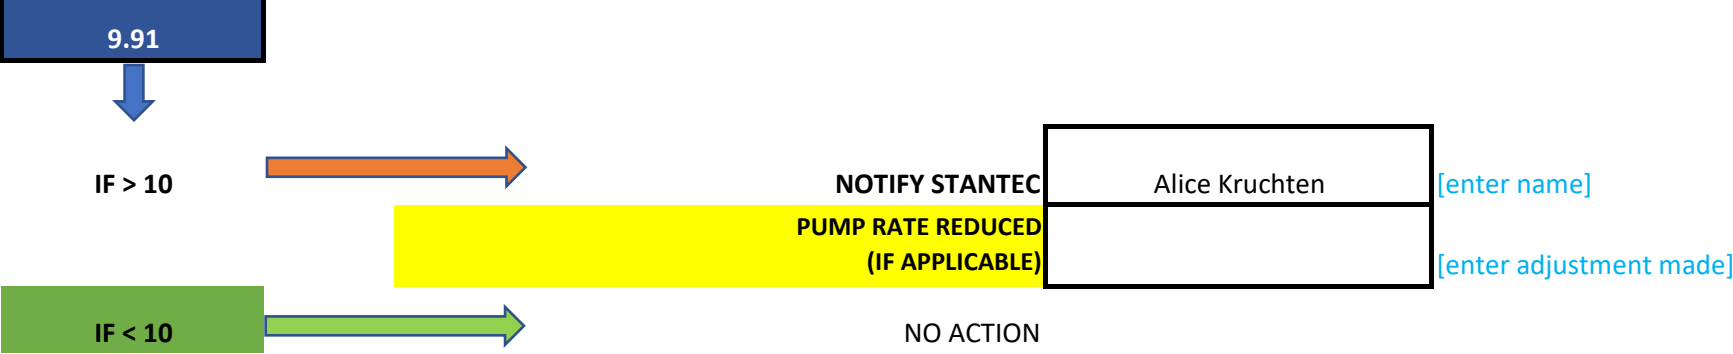 9.91
IF > 10
NOTIFY STANTEC
Alice Kruchten
[enter name]
PUMP RATE REDUCED
(IF APPLICABLE)
[enter adjustment made]
IF < 10
NO ACTION